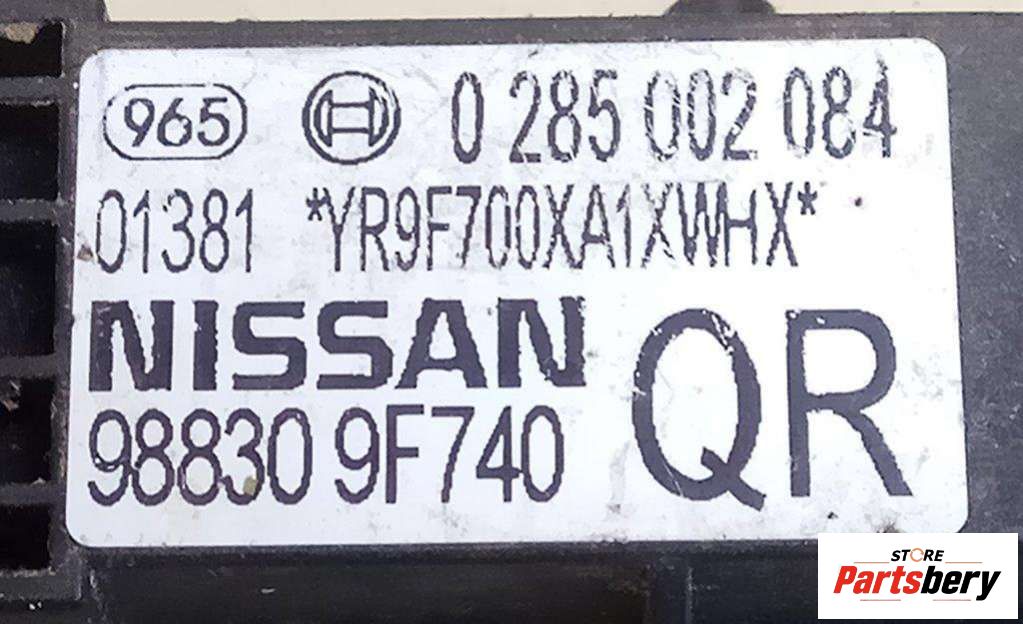 965 0 285 002 084
01381 *YR9F700XA1XWHX*
NISSAN QR
98830 9F740
STORE
Partsbery